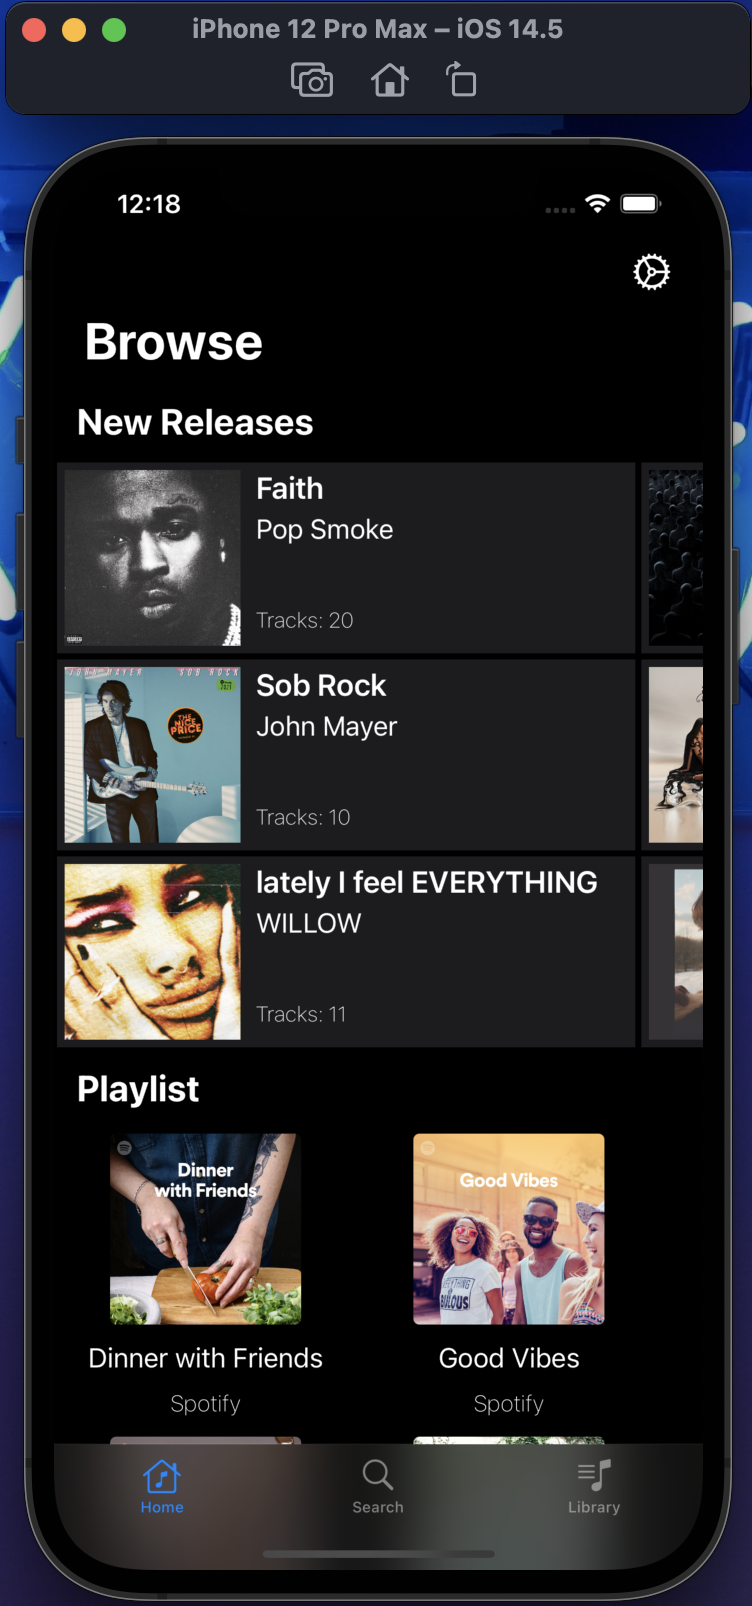 iPhone 12 Pro Max – iOS 14.5
12:18
Browse
New Releases
Faith
Pop Smoke
Tracks: 20
JOHN MAYER SOB ROCK
THE
NICE
PRICE
Sob Rock
John Mayer
Tracks: 10
lately I feel EVERYTHING
WILLOW
Tracks: 11
Playlist
Dinner
with Friends
Good Vibes
Dinner with Friends
Good Vibes
Spotify
Spotify
Home
Search
Library